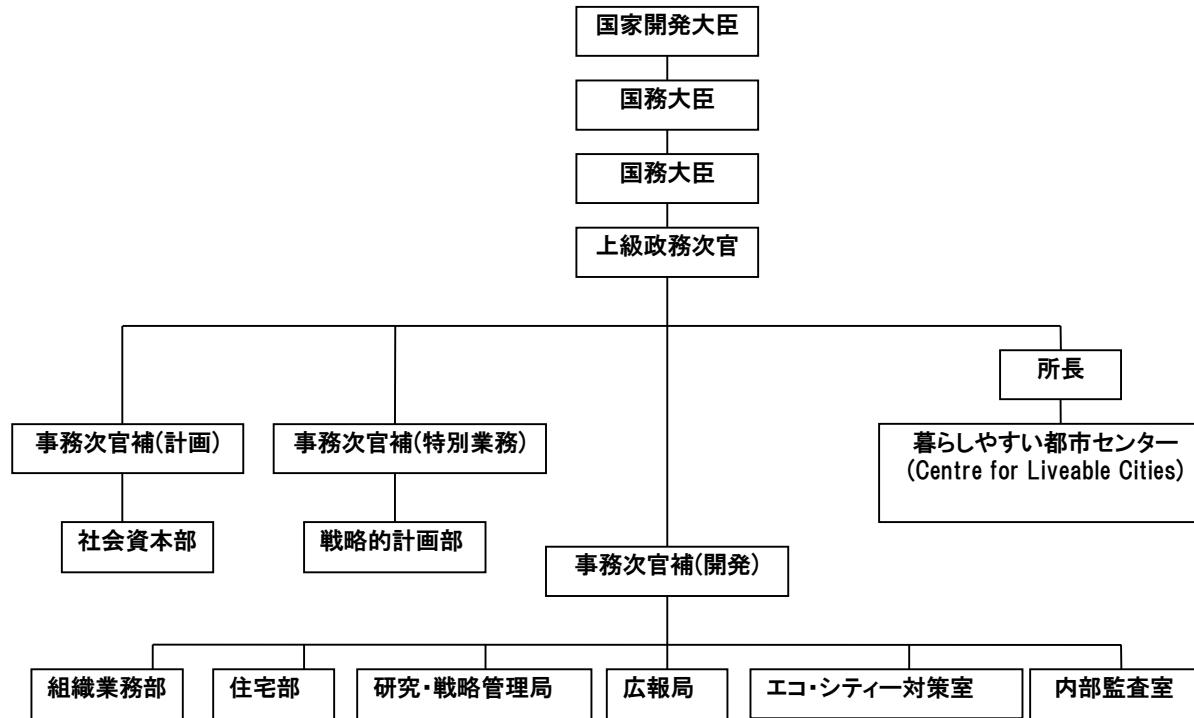 国家開発大臣
国務大臣
国務大臣
上級政務次官
所長
事務次官補(計画)
事務次官補(特別業務)
暮らしやすい都市センター
(Centre for Liveable Cities)
社会資本部
戦略的計画部
事務次官補(開発)
組織業務部
住宅部
研究・戦略管理局
広報局
エコ・シティー対策室
内部監査室